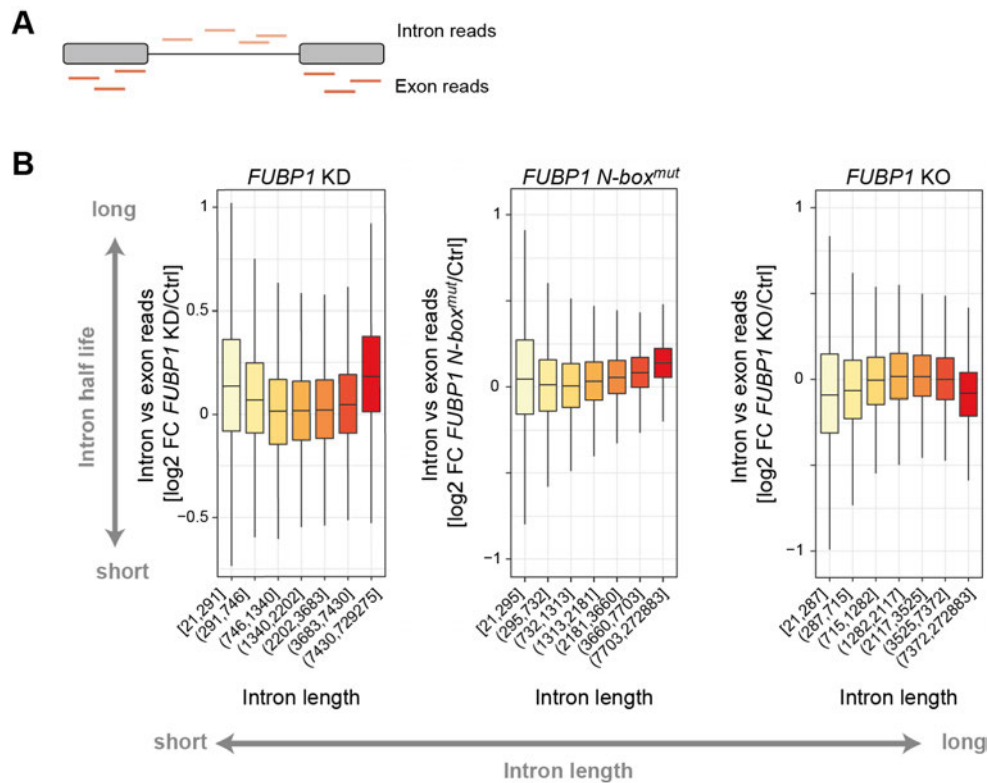 A
Intron reads
Exon reads
B
FUBP1 KD
FUBP1 N-box^mut
FUBP1 KO
long
Intron half life
short
Intron vs exon reads
[log2 FC FUBP1 KD/Ctrl]
1
0.5
0
−0.5
[21,291]
(291,746]
(746,1340]
(1340,2202]
(2202,3683]
(3683,7430]
(7430,729275]
Intron length
Intron vs exon reads
[log2 FC FUBP1 N-box^mut/Ctrl]
1
0
−1
[21,295]
(295,732]
(732,1313]
(1313,2181]
(2181,3660]
(3660,7703]
(7703,272883]
Intron length
Intron vs exon reads
[log2 FC FUBP1 KO/Ctrl]
1
0
−1
[21,287]
(287,715]
(715,1282]
(1282,2117]
(2117,3525]
(3525,7372]
(7372,272883]
Intron length
short
long
Intron length